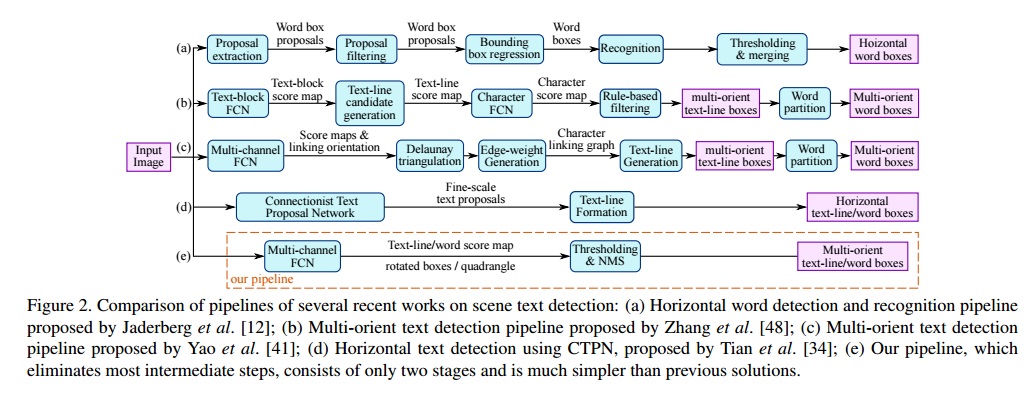 Word box
proposals
Word box
proposals
Word
boxes
(a)
Proposal
extraction
Proposal
filtering
Bounding
box regression
Recognition
Thresholding
& merging
Hoizontal
word boxes
Text-block
score map
Text-line
score map
Character
score map
(b)
Text-block
FCN
Text-line
candidate
generation
Character
FCN
Rule-based
filtering
multi-orient
text-line boxes
Word
partition
Multi-orient
word boxes
Input
Image
(c)
Score maps &
linking orientation
Character
linking graph
Multi-channel
FCN
Delaunay
triangulation
Edge-weight
Generation
Text-line
Generation
multi-orient
text-line boxes
Word
partition
Multi-orient
word boxes
(d)
Connectionist Text
Proposal Network
Fine-scale
text proposals
Text-line
Formation
Horizontal
text-line/word boxes
(e)
Multi-channel
FCN
Text-line/word score map
rotated boxes / quadrangle
Thresholding
& NMS
Multi-orient
text-line/word boxes
our pipeline
Figure 2. Comparison of pipelines of several recent works on scene text detection: (a) Horizontal word detection and recognition pipeline
proposed by Jaderberg et al. [12]; (b) Multi-orient text detection pipeline proposed by Zhang et al. [48]; (c) Multi-orient text detection
pipeline proposed by Yao et al. [41]; (d) Horizontal text detection using CTPN, proposed by Tian et al. [34]; (e) Our pipeline, which
eliminates most intermediate steps, consists of only two stages and is much simpler than previous solutions.